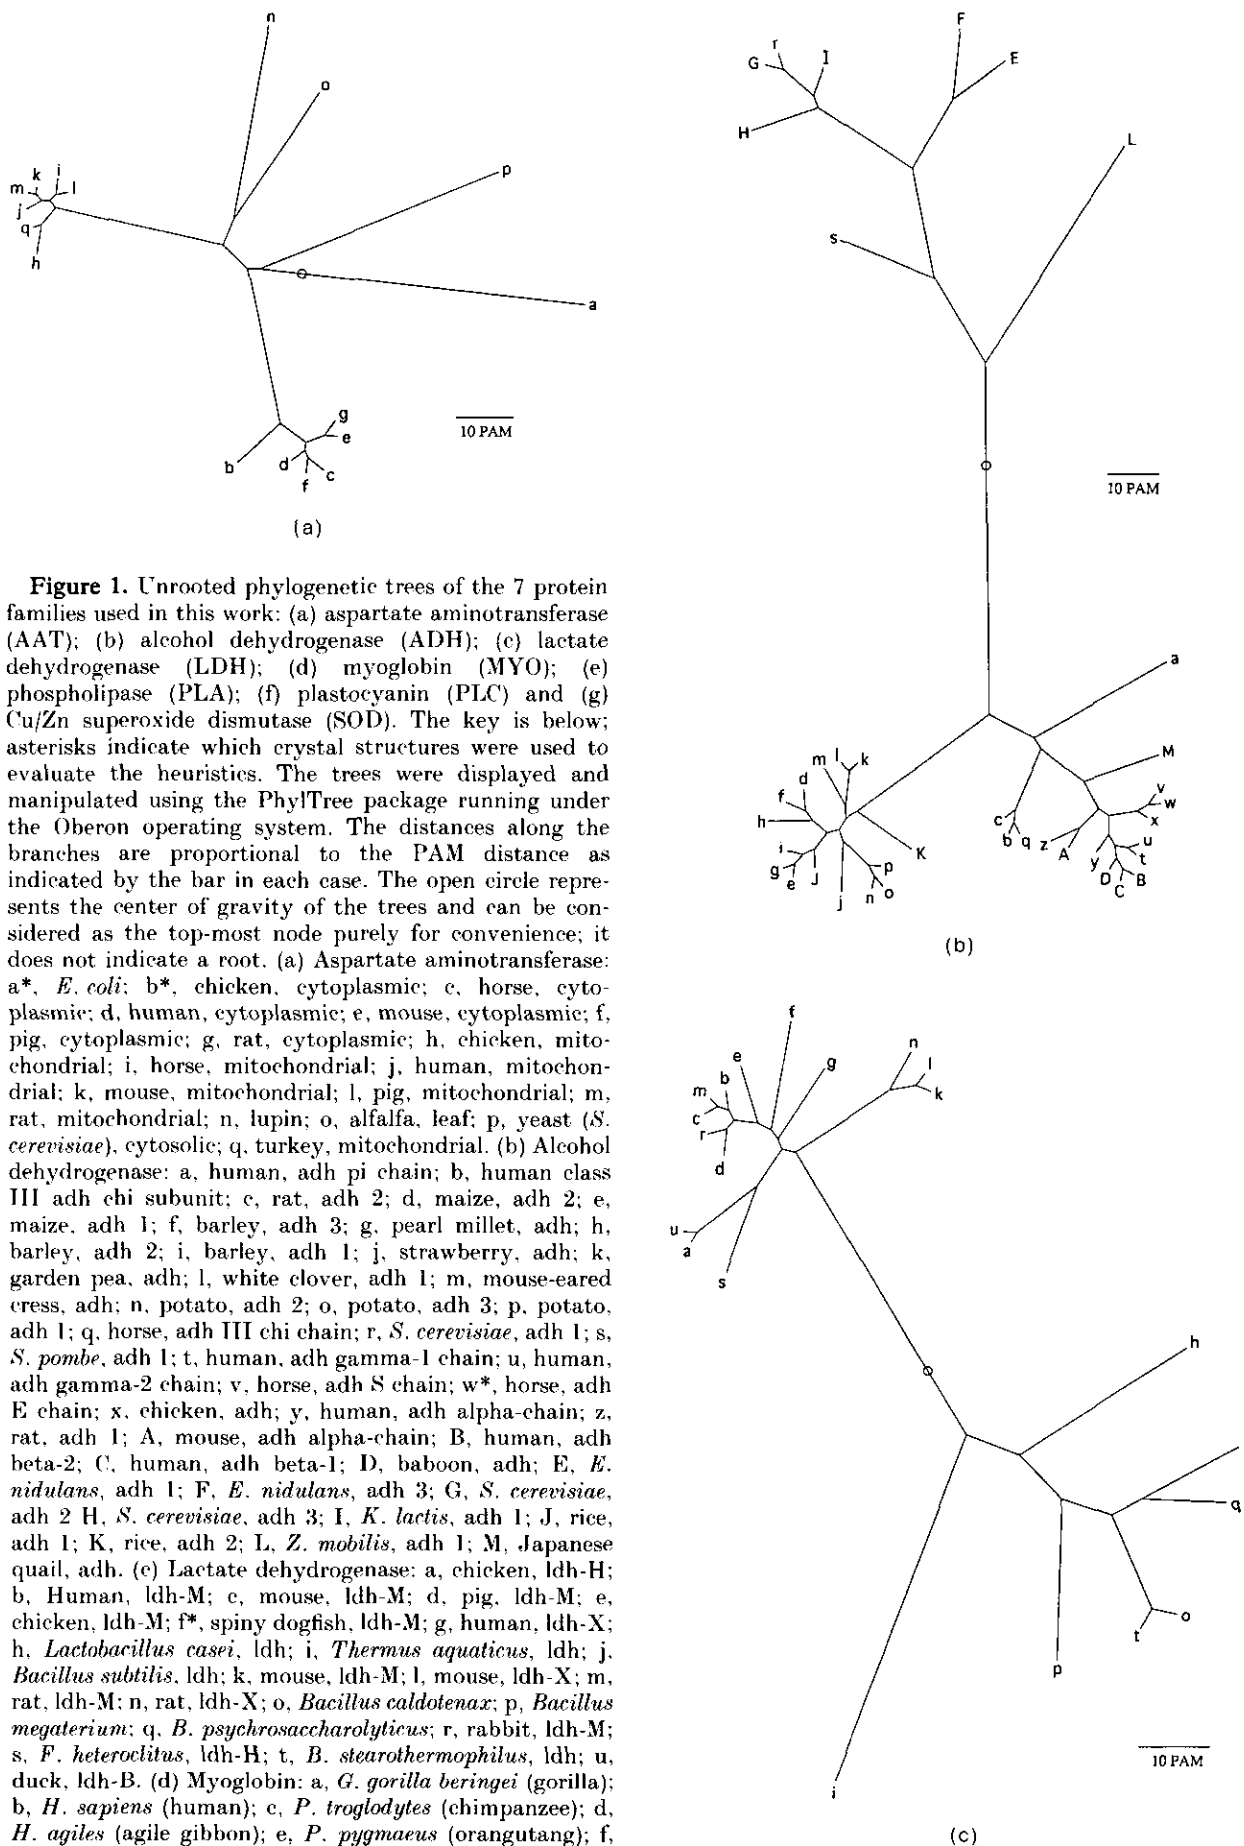 n
o
p
k
i
m
l
j
q
h
a
g
e
b
d
c
f
10 PAM
(a)
F
r
E
G
I
H
L
s
10 PAM
a
m
l
k
M
d
v
f
w
h
c
x
b
q
z
u
i
K
A
y
t
g
J
p
D
B
e
o
C
j
n
(b)
f
n
e
g
l
b
m
k
c
r
d
u
a
s
h
q
o
t
p
10 PAM
i
(c)
Figure 1. Unrooted phylogenetic trees of the 7 protein
families used in this work: (a) aspartate aminotransferase
(AAT); (b) alcohol dehydrogenase (ADH); (c) lactate
dehydrogenase (LDH); (d) myoglobin (MYO); (e)
phospholipase (PLA); (f) plastocyanin (PLC) and (g)
Cu/Zn superoxide dismutase (SOD). The key is below;
asterisks indicate which crystal structures were used to
evaluate the heuristics. The trees were displayed and
manipulated using the PhylTree package running under
the Oberon operating system. The distances along the
branches are proportional to the PAM distance as
indicated by the bar in each case. The open circle repre-
sents the center of gravity of the trees and can be con-
sidered as the top-most node purely for convenience; it
does not indicate a root. (a) Aspartate aminotransferase:
a*, E. coli; b*, chicken, cytoplasmic; c, horse, cyto-
plasmic; d, human, cytoplasmic; e, mouse, cytoplasmic; f,
pig, cytoplasmic; g, rat, cytoplasmic; h, chicken, mito-
chondrial; i, horse, mitochondrial; j, human, mitochon-
drial; k, mouse, mitochondrial; l, pig, mitochondrial; m,
rat, mitochondrial; n, lupin; o, alfalfa, leaf; p, yeast (S.
cerevisiae), cytosolic; q, turkey, mitochondrial. (b) Alcohol
dehydrogenase: a, human, adh pi chain; b, human class
III adh chi subunit; c, rat, adh 2; d, maize, adh 2; e,
maize, adh 1; f, barley, adh 3; g, pearl millet, adh; h,
barley, adh 2; i, barley, adh 1; j, strawberry, adh; k,
garden pea, adh; l, white clover, adh 1; m, mouse-eared
cress, adh; n, potato, adh 2; o, potato, adh 3; p, potato,
adh 1; q, horse, adh III chi chain; r, S. cerevisiae, adh 1; s,
S. pombe, adh 1; t, human, adh gamma-1 chain; u, human,
adh gamma-2 chain; v, horse, adh S chain; w*, horse, adh
E chain; x, chicken, adh; y, human, adh alpha-chain; z,
rat, adh 1; A, mouse, adh alpha-chain; B, human, adh
beta-2; C, human, adh beta-1; D, baboon, adh; E, E.
nidulans, adh 1; F, E. nidulans, adh 3; G, S. cerevisiae,
adh 2 H, S. cerevisiae, adh 3; I, K. lactis, adh 1; J, rice,
adh 1; K, rice, adh 2; L, Z. mobilis, adh 1; M, Japanese
quail, adh. (c) Lactate dehydrogenase: a, chicken, ldh-H;
b, Human, ldh-M; c, mouse, ldh-M; d, pig, ldh-M; e,
chicken, ldh-M; f*, spiny dogfish, ldh-M; g, human, ldh-X;
h, Lactobacillus casei, ldh; i, Thermus aquaticus, ldh; j,
Bacillus subtilis, ldh; k, mouse, ldh-M; l, mouse, ldh-X; m,
rat, ldh-M; n, rat, ldh-X; o, Bacillus caldotenax; p, Bacillus
megaterium; q, B. psychrosaccharolyticus; r, rabbit, ldh-M;
s, F. heteroclitus, ldh-H; t, B. stearothermophilus, ldh; u,
duck, ldh-B. (d) Myoglobin: a, G. gorilla beringei (gorilla);
b, H. sapiens (human); c, P. troglodytes (chimpanzee); d,
H. agiles (agile gibbon); e, P. pygmaeus (orangutang); f,